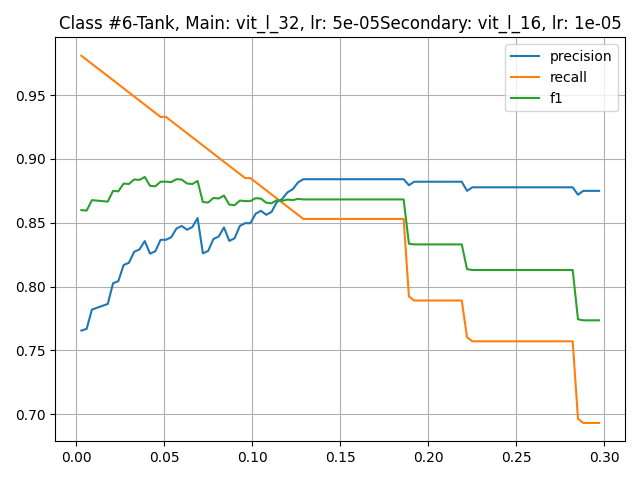 Class #6-Tank, Main: vit_l_32, lr: 5e-05Secondary: vit_l_16, lr: 1e-05
precision
recall
f1
0.95
0.90
0.85
0.80
0.75
0.70
0.00 0.05 0.10 0.15 0.20 0.25 0.30